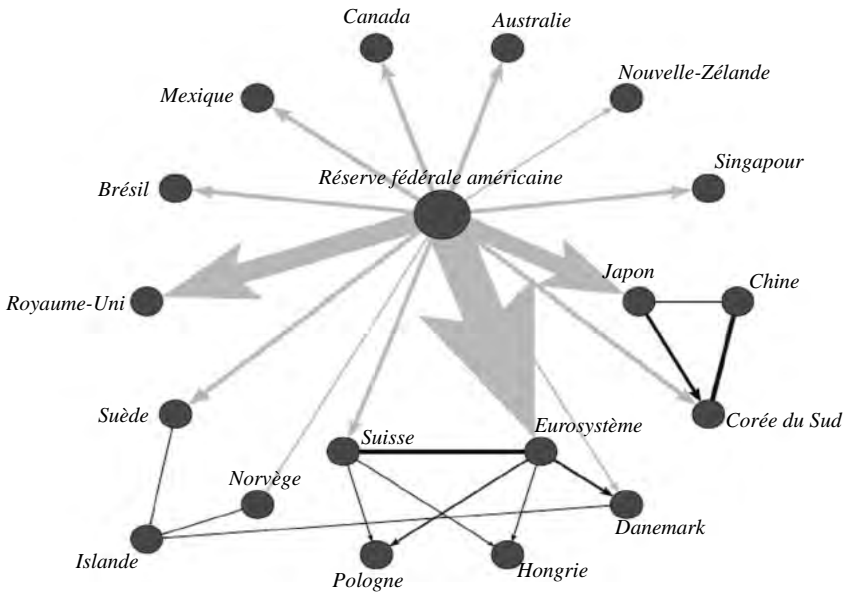 Canada
Australie
Mexique
Nouvelle-Zélande
Brésil
Réserve fédérale américaine
Singapour
Royaume-Uni
Japon
Chine
Suède
Suisse
Eurosystème
Corée du Sud
Norvège
Danemark
Islande
Pologne
Hongrie